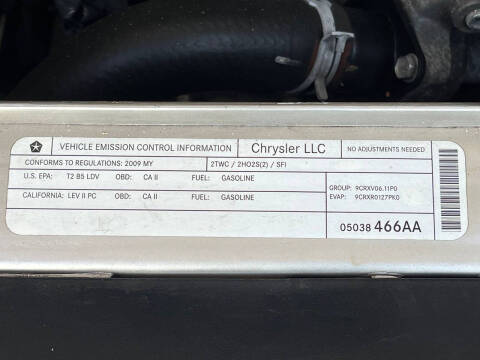 VEHICLE EMISSION CONTROL INFORMATION Chrysler LLC NO ADJUSTMENTS NEEDED
CONFORMS TO REGULATIONS: 2009 MY 2TWC / 2HO2S(2) / SFI
U.S. EPA: T2 B5 LDV OBD: CA II FUEL: GASOLINE
CALIFORNIA: LEV II PC OBD: CA II FUEL: GASOLINE
GROUP: 9CRXV06.11P0
EVAP: 9CRXR0127PK0
05038 466AA